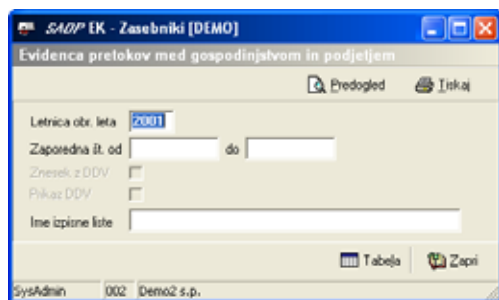 SAOP EK - Zasebniki [DEMO]
Evidenca pretokov med gospodinjstvom in podjetjem
Predogled Tiskaj
Letnica obr. leta 2001
Zaporedna št. od do
Znesek z DDV
Prikaz DDV
Ime izpisne liste
Tabela Zapri
SysAdmin 002 Demo2 s.p.